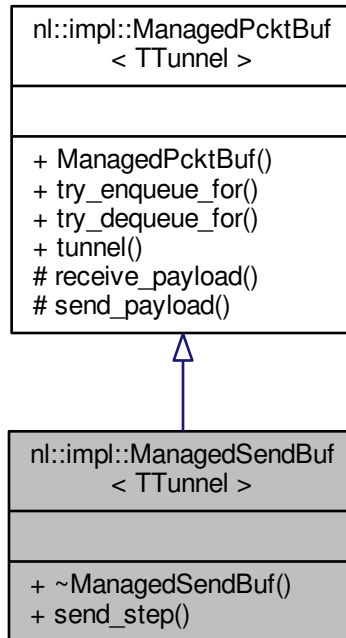 nl::impl::ManagedPcktBuf
< TTunnel >
+ ManagedPcktBuf()
+ try_enqueue_for()
+ try_dequeue_for()
+ tunnel()
# receive_payload()
# send_payload()
nl::impl::ManagedSendBuf
< TTunnel >
+ ~ManagedSendBuf()
+ send_step()